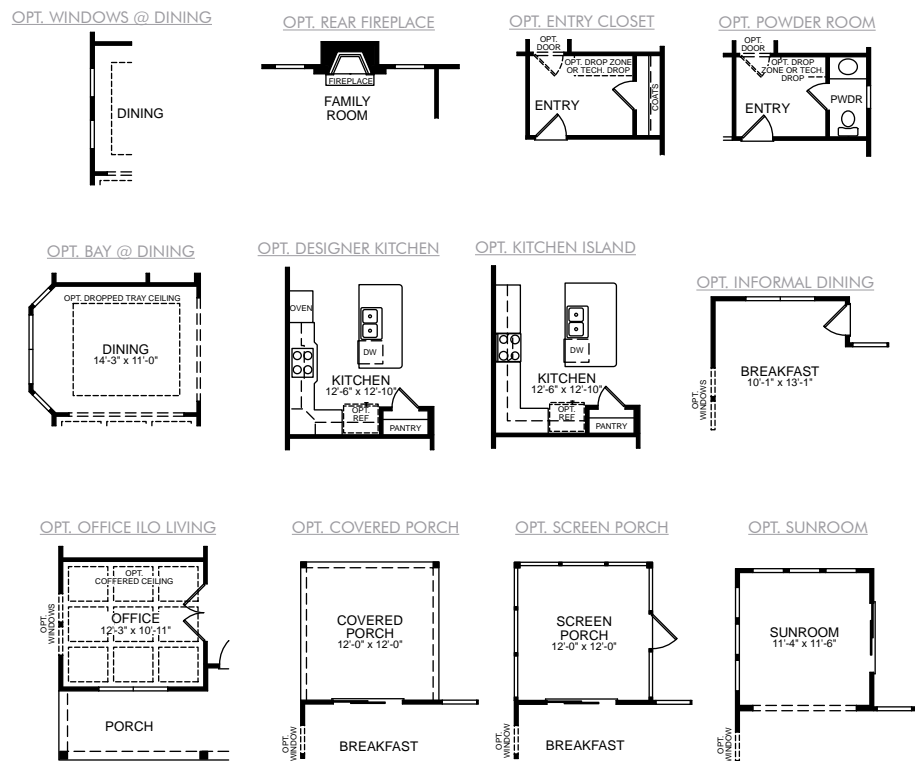 OPT. WINDOWS @ DINING
DINING
OPT. REAR FIREPLACE
FIREPLACE
FAMILY
ROOM
OPT. ENTRY CLOSET
OPT.
DOOR
OPT. DROP ZONE
OR TECH. DROP
ENTRY
COATS
OPT. POWDER ROOM
OPT.
DOOR
OPT. DROP
ZONE OR TECH.
DROP
ENTRY
PWDR
OPT. BAY @ DINING
OPT. DROPPED TRAY CEILING
DINING
14'-3" x 11'-0"
OPT. DESIGNER KITCHEN
OVEN
DW
KITCHEN
12'-6" x 12'-10"
OPT.
REF
PANTRY
OPT. KITCHEN ISLAND
DW
KITCHEN
12'-6" x 12'-10"
OPT.
REF
PANTRY
OPT. INFORMAL DINING
BREAKFAST
10'-1" x 13'-1"
OPT.
WINDOWS
OPT. OFFICE ILO LIVING
OPT.
COFFERED CEILING
OFFICE
12'-3" x 10'-11"
OPT.
WINDOWS
PORCH
OPT. COVERED PORCH
COVERED
PORCH
12'-0" x 12'-0"
OPT.
WINDOW
BREAKFAST
OPT. SCREEN PORCH
SCREEN
PORCH
12'-0" x 12'-0"
OPT.
WINDOW
BREAKFAST
OPT. SUNROOM
SUNROOM
11'-4" x 11'-6"
OPT.
WINDOW